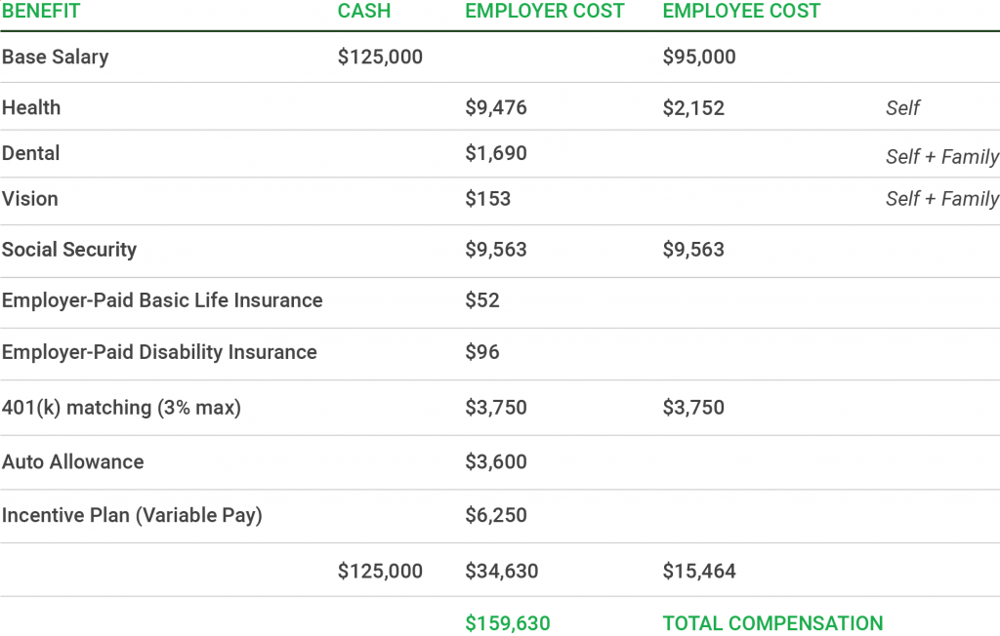 BENEFIT CASH EMPLOYER COST EMPLOYEE COST
Base Salary $125,000 $95,000
Health $9,476 $2,152 Self
Dental $1,690 Self + Family
Vision $153 Self + Family
Social Security $9,563 $9,563
Employer-Paid Basic Life Insurance $52
Employer-Paid Disability Insurance $96
401(k) matching (3% max) $3,750 $3,750
Auto Allowance $3,600
Incentive Plan (Variable Pay) $6,250
$125,000 $34,630 $15,464
$159,630 TOTAL COMPENSATION